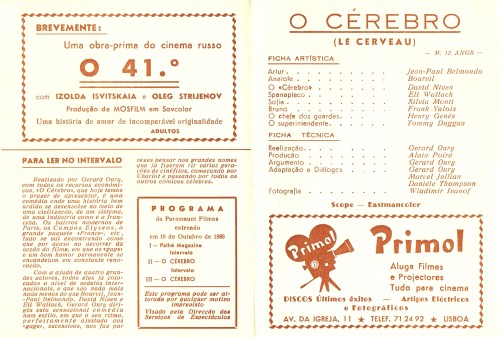 BREVEMENTE:
Uma obra-prima do cinema russo
O 41.º
com IZOLDA ISVITSKAIA e OLEG STRIJENOV
Produção da MOSFILM em Sovcolor
Uma história de amor de incomparável originalidade
ADULTOS
PARA LER NO INTERVALO
Realizado por Gerard Oury,
com todos os recursos económi-
cos, «O Cérebro», que hoje temos
o prazer de apresentar, é uma
comédia onde uma história bem
urdida se desenvolve no meio de
uma civilização, de um sistema,
de uma indústria como é a fran-
cesa. Os bairros modernos de
Paris, os Campos Elyseos, o
grande paquete «France», etc.,
tudo se vai encontrando como
que por acaso no decorrer da
acção do filme, em que os «gags»
e um bom humor permanente se
encandeiam em constante reno-
vação.
Com a ajuda de quatro gran-
des actores, todos eles já colo-
cados a nível de vedetas inter-
nacionais, e que são nada mais
nada menos do que Bourvil, Jean-
-Paul Belmondo, David Niven e
Eli Wallach, Gerard Oury diri-
giu esta sensacional comédia
num estilo, em que o seu ritmo,
perfeitamente ajustado aos
«gags», sucessivos, nos faz por
vezes pensar nos grandes nomes
que já fizeram rir várias gera-
ções de cinéfilos, começando por
Charlot e passando por todos os
outros cómicos célebres.
PROGRAMA
da Paramount Filmes
estreado
em 10 de Outubro de 1969
I - Pathé Magazine
Intervalo
II - O CÉREBRO
Intervalo
III - O CÉREBRO
Este programa pode ser al-
terado por qualquer motivo
imprevisto
Visado pela Direcção dos
Serviços de Espectáculos
O CÉREBRO
(LE CERVEAU)
— M/ 12 ANOS —
FICHA ARTÍSTICA
Artur Jean-Paul Belmondo
Anatole Bourvil
O «Cérebro» David Niven
Spanapieco Eli Wallach
Sofia Silvia Monti
Bruno Frank Valois
O chefe dos guardas Henry Genés
O superintendente. Tommy Duggan
FICHA TÉCNICA
Realização Gerard Oury
Produção Alain Poiré
Argumento Gerard Oury
Adaptação e Diálogos Gerard Oury
Marcel Jullian
Danièle Thompson
Fotografia Wladimir Ivanof
Scope — Eastmancolor
Primol
Primol
Aluga Filmes
e Projectores
Tudo para cinema
DISCOS Últimos êxitos — Artigos Eléctricos
e Fotográficos
AV. DA IGREJA, 11 ★ TELEF. 71 24 92 ★ LISBOA